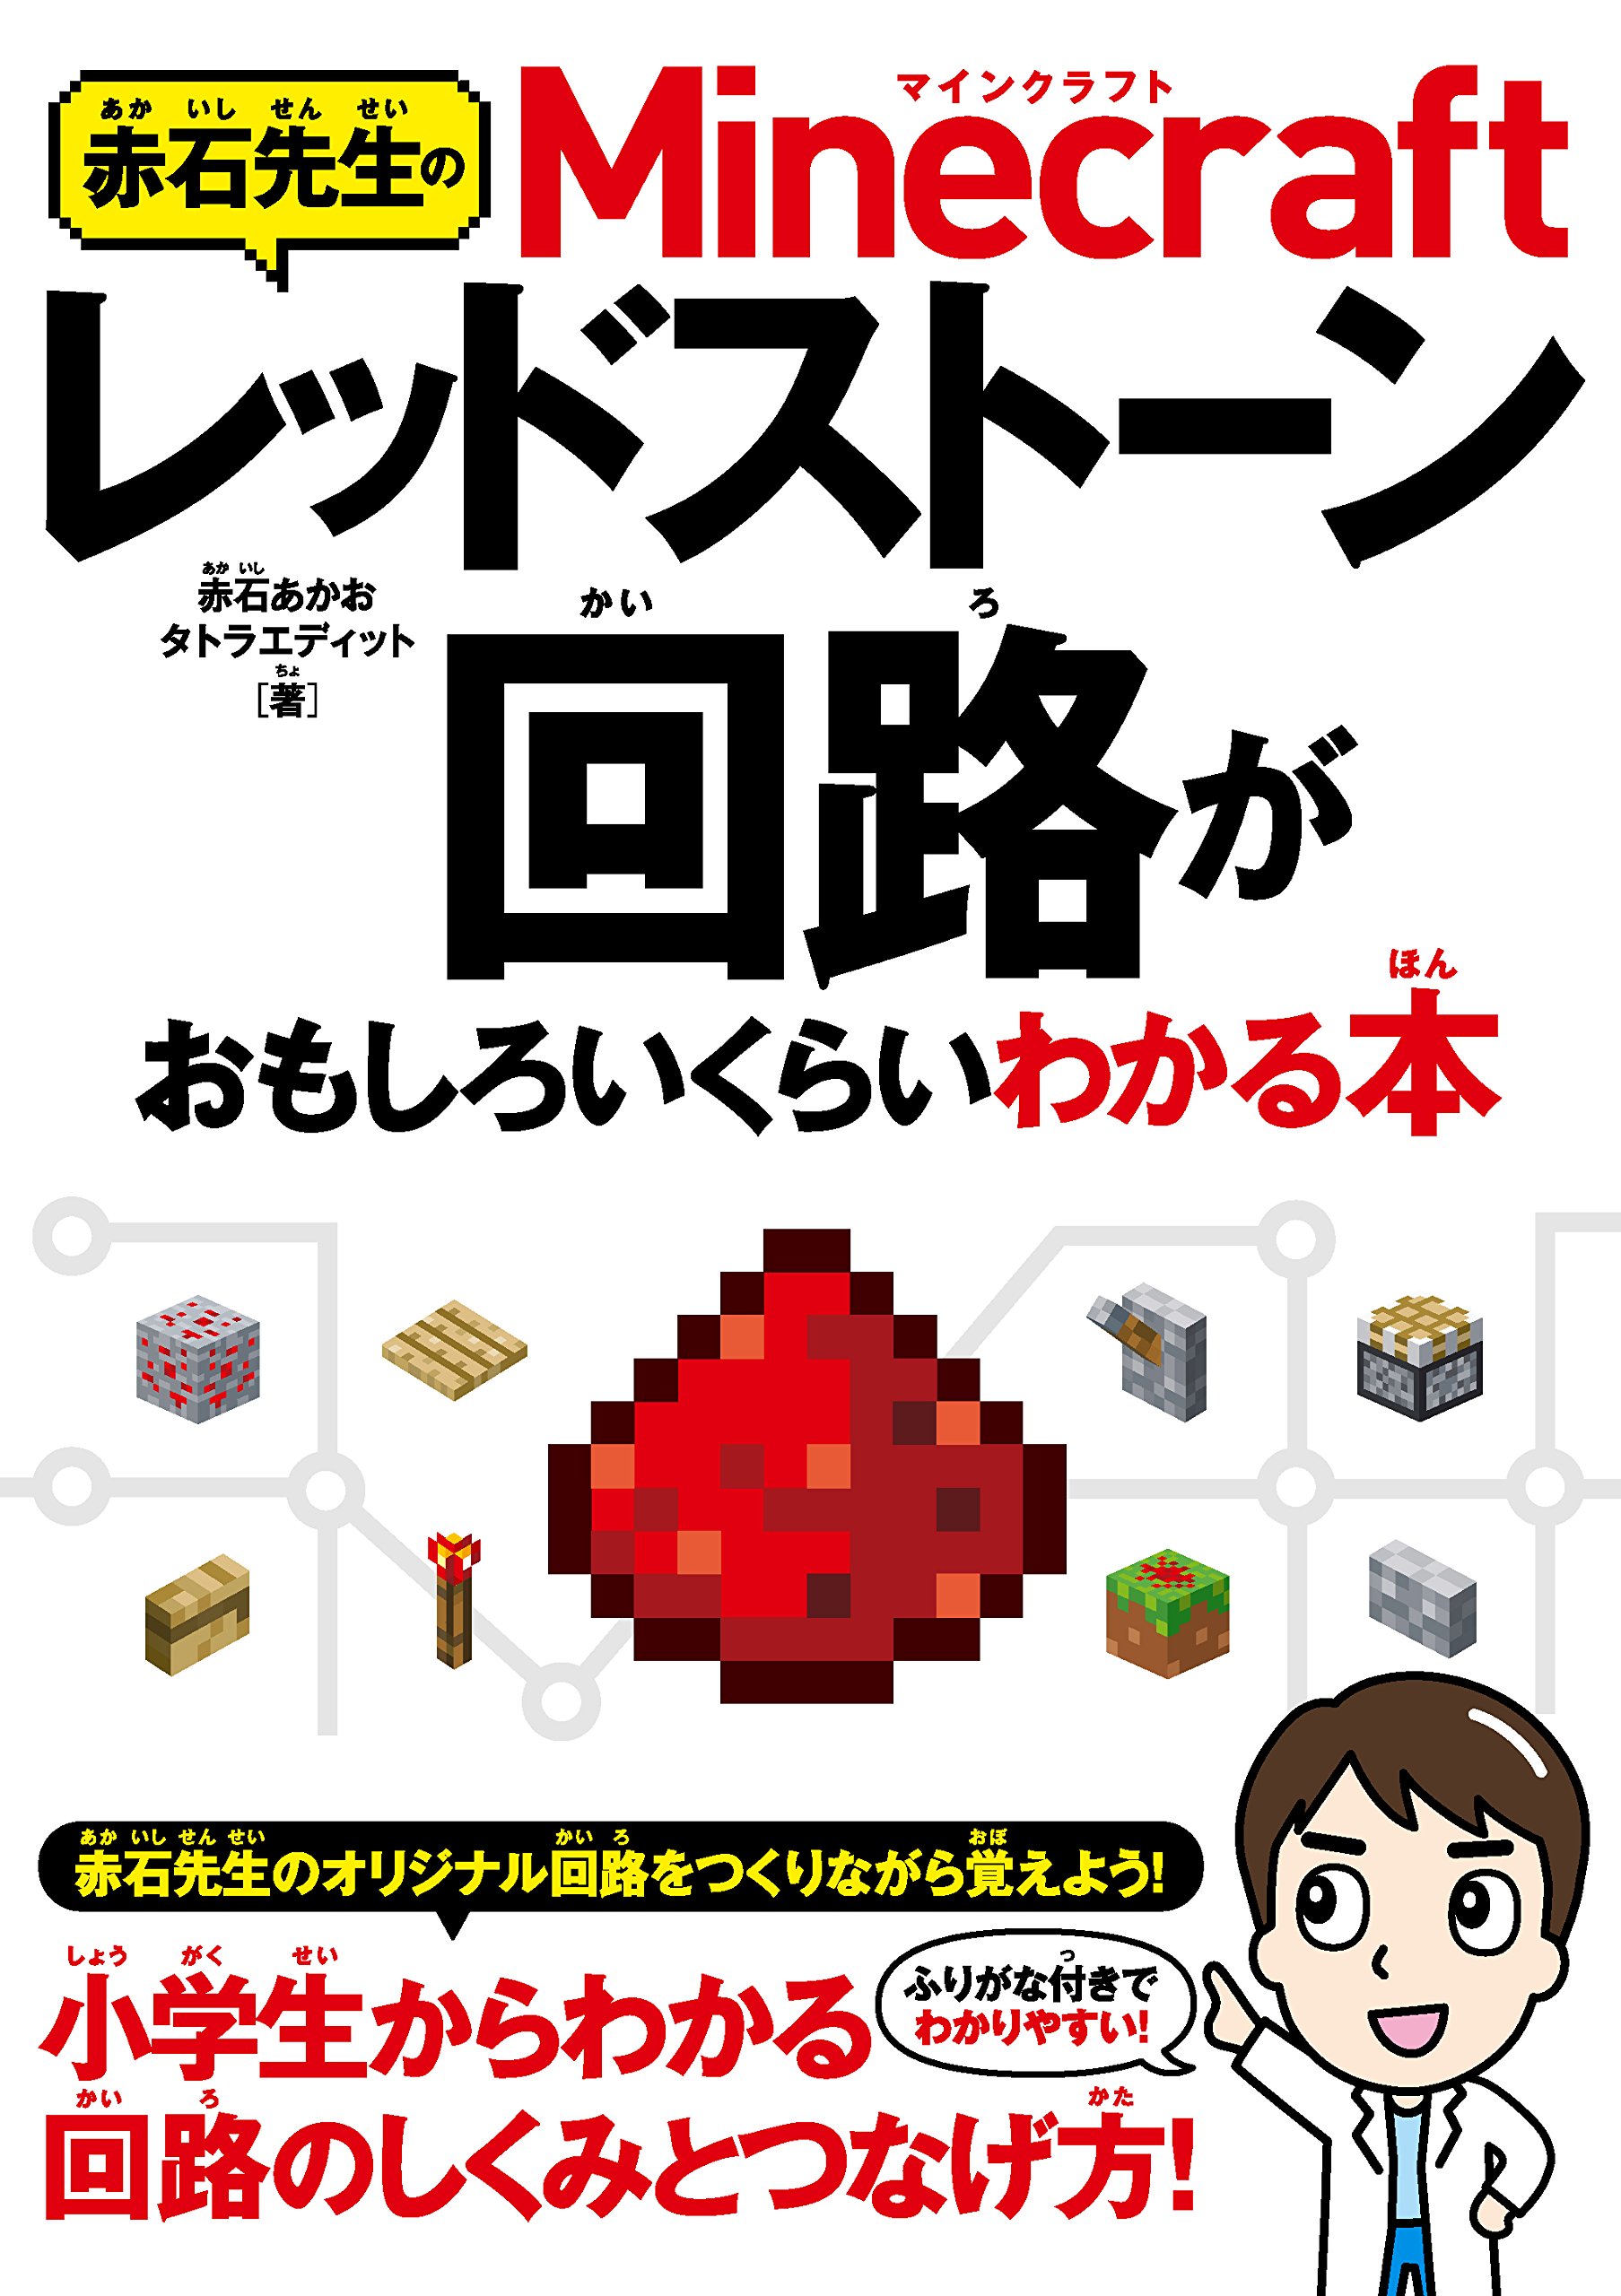 あか いし せん せい
赤石先生の
マインクラフト
Minecraft
レッドストーン
あか いし
赤石あかお
タトラエディット
ちょ
[著]
かい ろ
回路が
ほん
おもしろいくらいわかる本
あか いし せん せい かい ろ おぼ
赤石先生のオリジナル回路をつくりながら覚えよう!
しょう がく せい
小学生からわかる
つ
ふりがな付きで
わかりやすい!
かい ろ かた
回路のしくみとつなげ方!